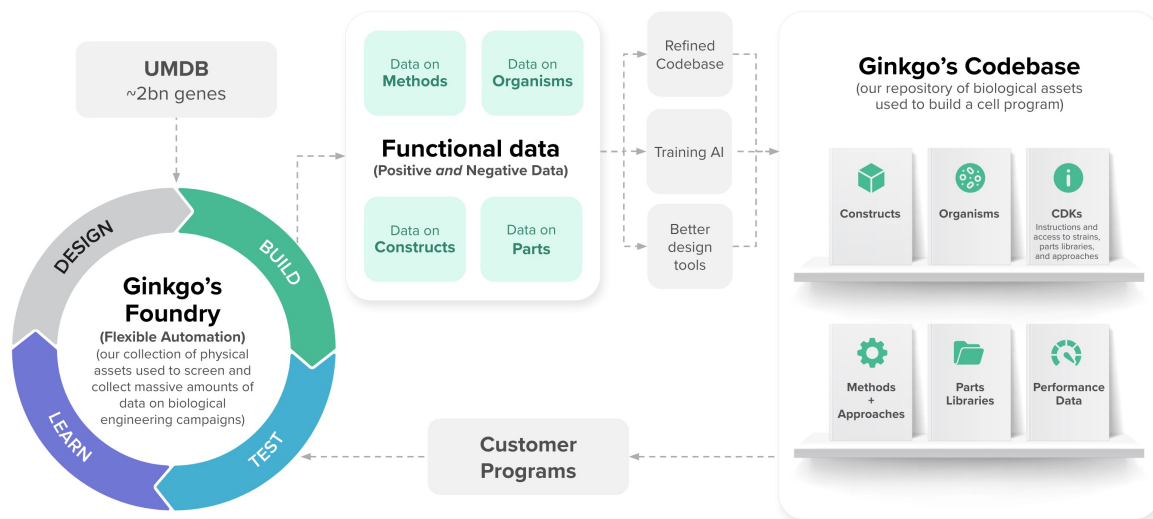 UMDB
~2bn genes
DESIGN
BUILD
TEST
LEARN
Ginkgo's
Foundry
(Flexible Automation)
(our collection of physical
assets used to screen and
collect massive amounts of
data on biological
engineering campaigns)
Data on
Methods
Data on
Organisms
Functional data
(Positive and Negative Data)
Data on
Constructs
Data on
Parts
Refined
Codebase
Training AI
Better
design
tools
Ginkgo's Codebase
(our repository of biological assets
used to build a cell program)
Constructs
Organisms
CDKs
Instructions and
access to strains,
parts libraries,
and approaches
Methods
+
Approaches
Parts
Libraries
Performance
Data
Customer
Programs